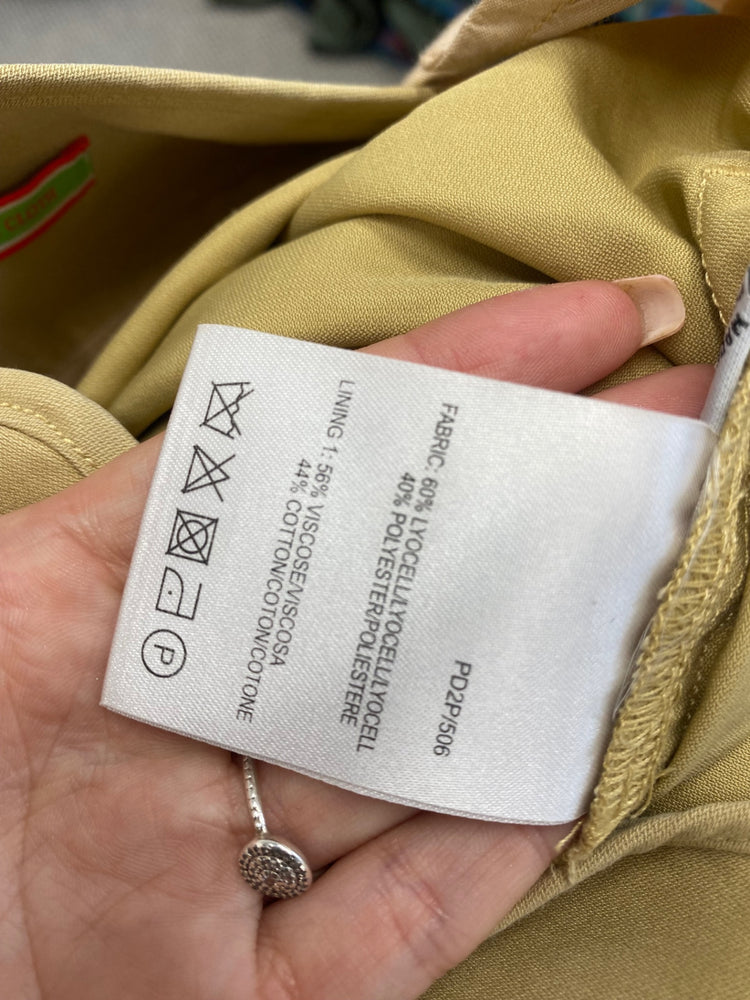 PD2P/506
FABRIC: 60% LYOCELL/LYOCELL/LYOCELL
40% POLYESTER/POLIESTERE
LINING 1: 56% VISCOSE/VISCOSA
44% COTTON/COTON/COTONE
P
CLOTH